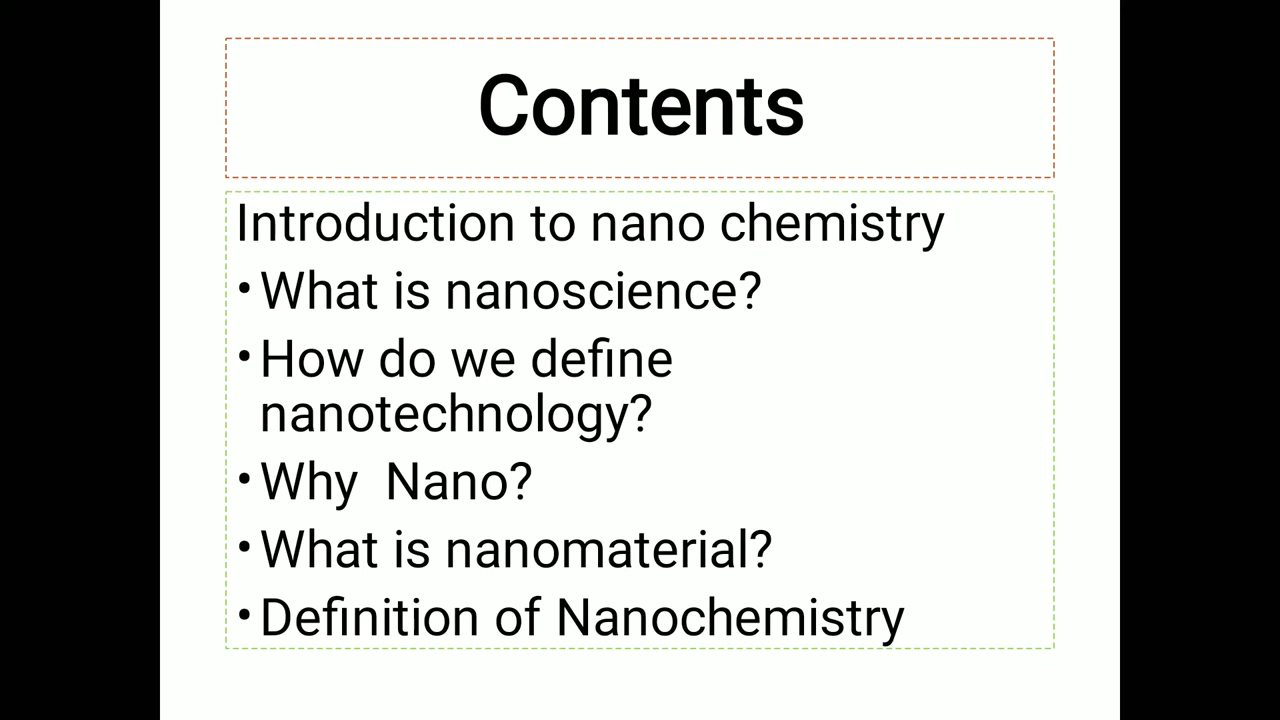 Contents
Introduction to nano chemistry
• What is nanoscience?
• How do we define
nanotechnology?
• Why  Nano?
• What is nanomaterial?
• Definition of Nanochemistry